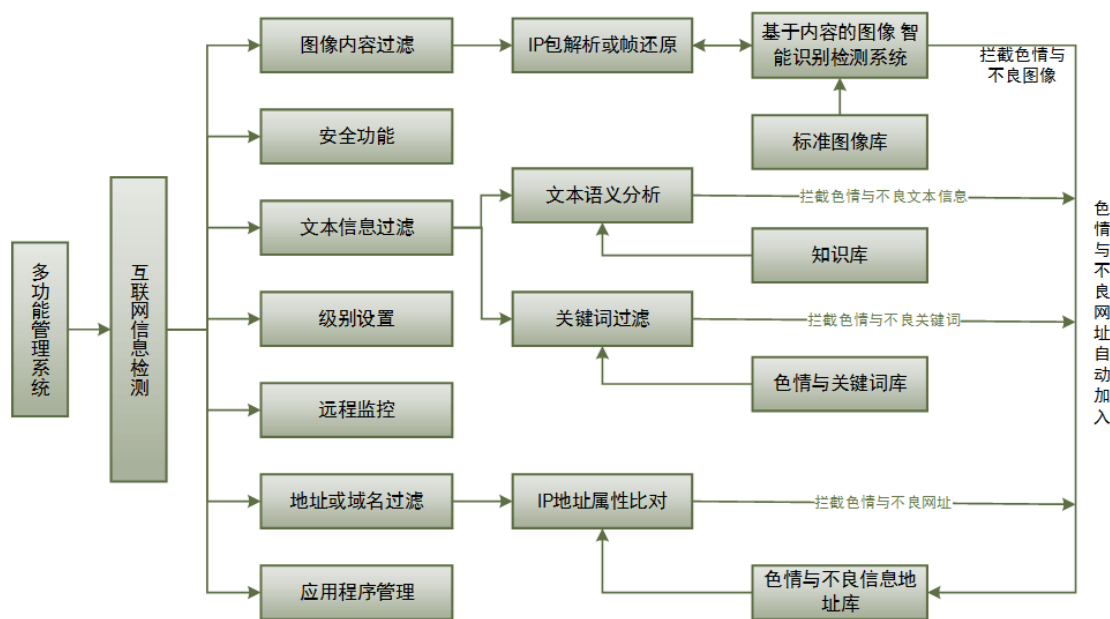 图像内容过滤
IP包解析或帧还原
基于内容的图像 智
能识别检测系统
拦截色情与
不良图像
安全功能
标准图像库
文本信息过滤
文本语义分析
拦截色情与不良文本信息
知识库
多功能管理系统
互联网信息检测
级别设置
关键词过滤
拦截色情与不良关键词
色情与不良网址自动加入
色情与关键词库
远程监控
地址或域名过滤
IP地址属性比对
拦截色情与不良网址
应用程序管理
色情与不良信息地
址库